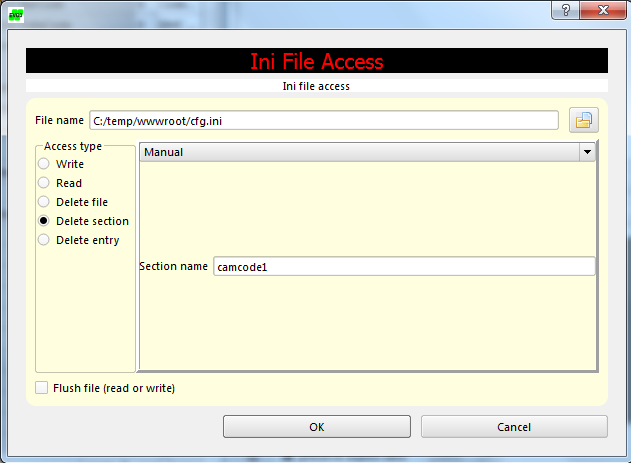 Ini File Access
Ini file access
File name C:/temp/wwwroot/cfg.ini
Access type
Manual
Write
Read
Delete file
Delete section
Delete entry
Section name camcode1
Flush file (read or write)
OK Cancel